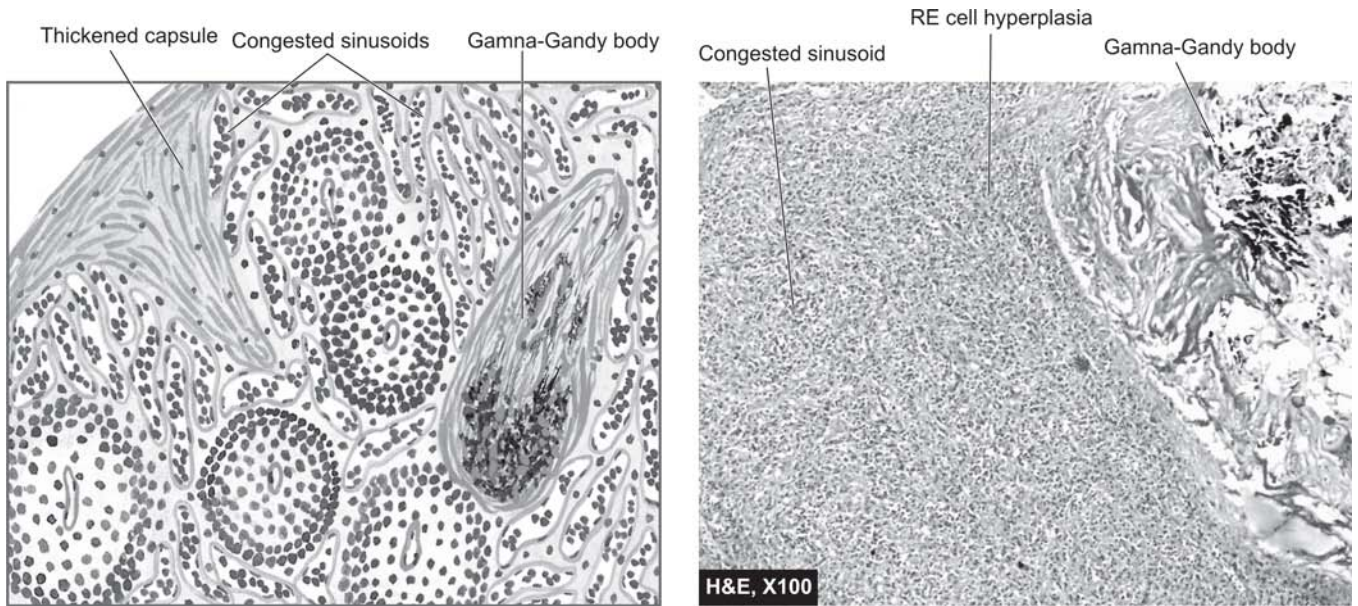 Thickened capsule
Congested sinusoids
Gamna-Gandy body
RE cell hyperplasia
Congested sinusoid
Gamna-Gandy body
H&E, X100